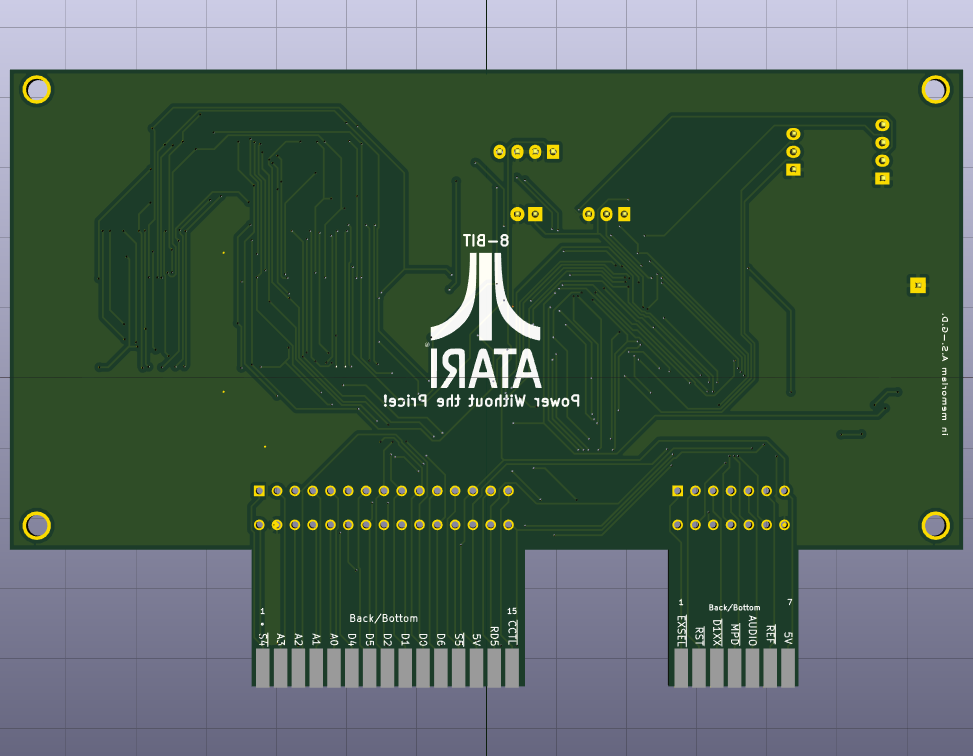 8-BIT
ATARI
®
Power Without the Price!
in memoriam A.S.-G.D.
1 15
Back/Bottom
• S4 A3 A2 A1 A0 D4 D5 D2 D1 D0 D6 S5 5V RD5 CCTL
1 7
Back/Bottom
EXSEL RST D1XX MPD AUDIO REF 5V